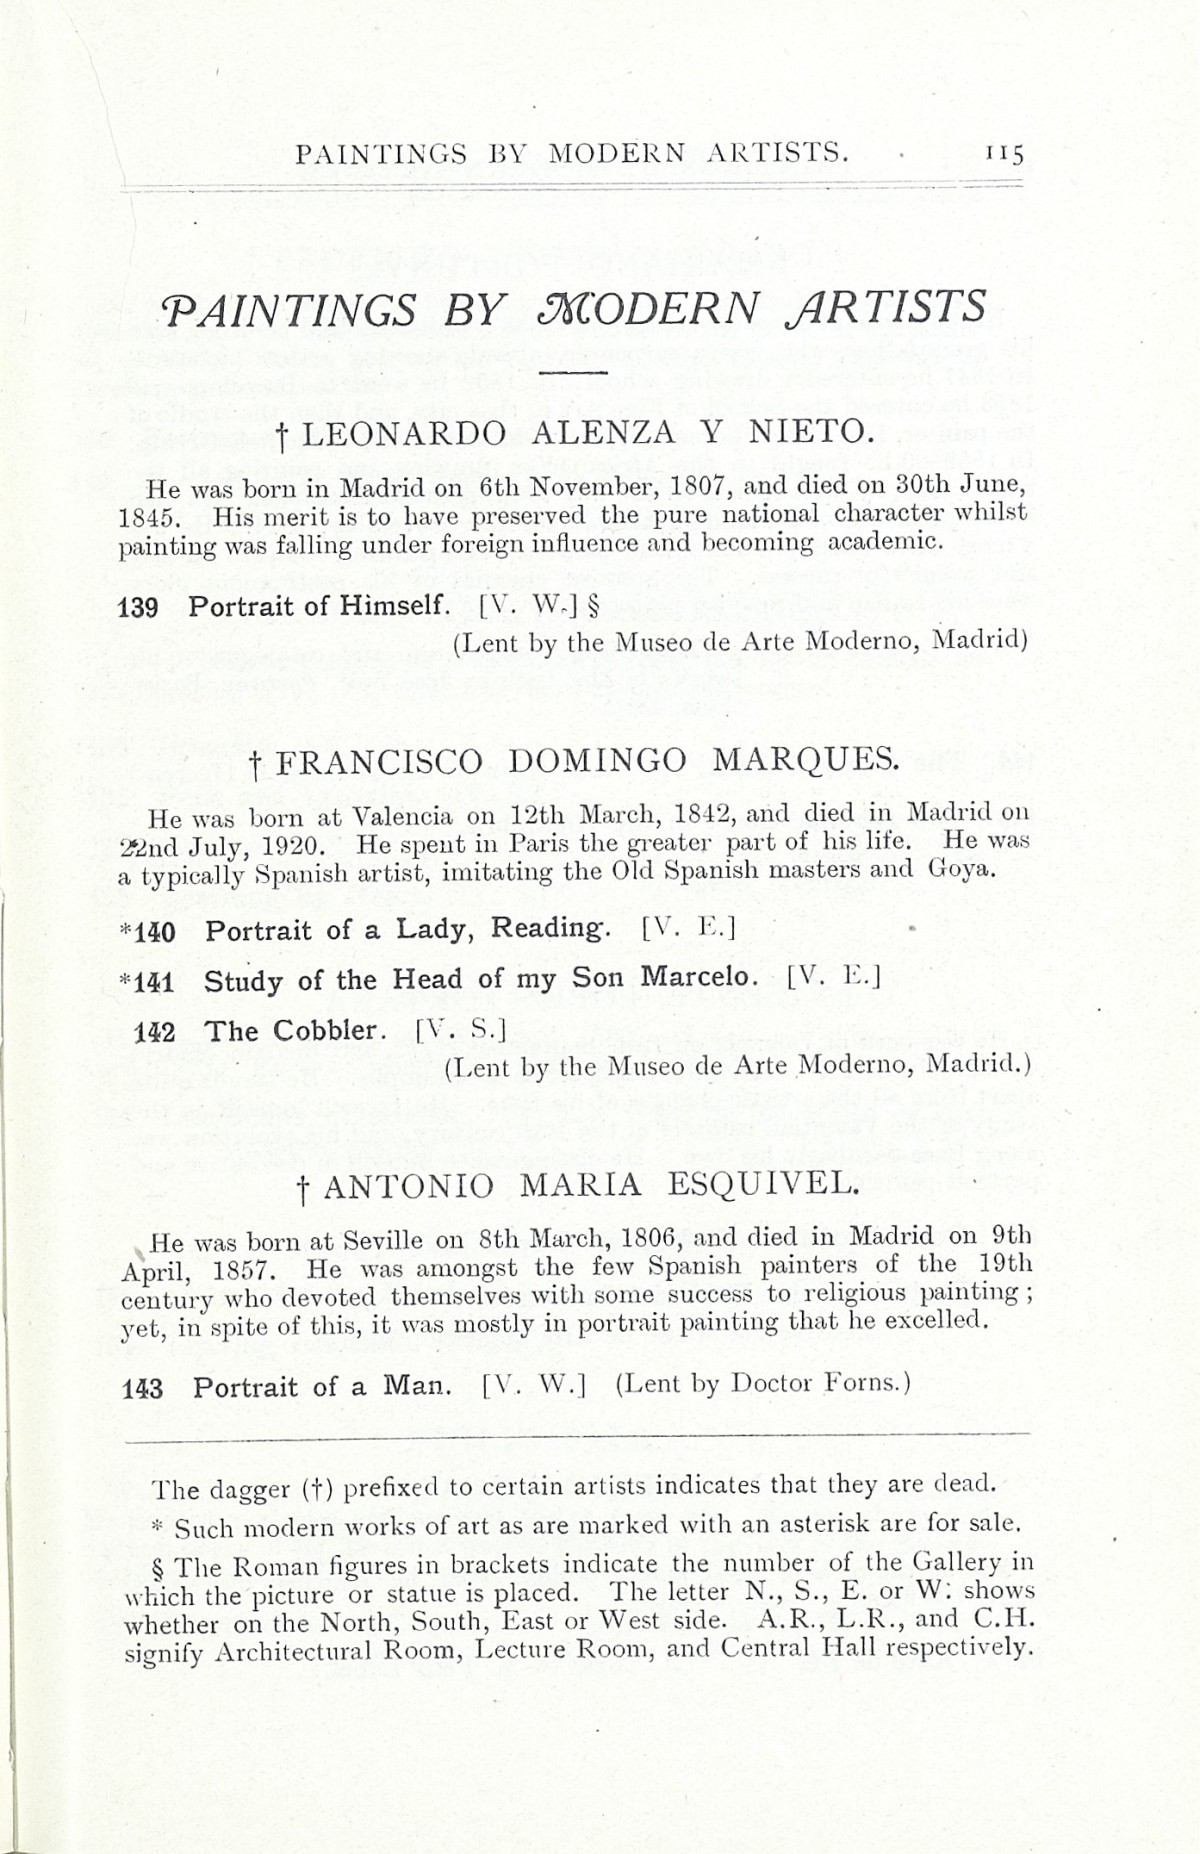 PAINTINGS BY MODERN ARTISTS. 115
PAINTINGS BY MODERN ARTISTS
† LEONARDO ALENZA Y NIETO.
He was born in Madrid on 6th November, 1807, and died on 30th June,
1845. His merit is to have preserved the pure national character whilst
painting was falling under foreign influence and becoming academic.
139 Portrait of Himself. [V. W.] §
(Lent by the Museo de Arte Moderno, Madrid)
† FRANCISCO DOMINGO MARQUES.
He was born at Valencia on 12th March, 1842, and died in Madrid on
22nd July, 1920. He spent in Paris the greater part of his life. He was
a typically Spanish artist, imitating the Old Spanish masters and Goya.
*140 Portrait of a Lady, Reading. [V. E.]
*141 Study of the Head of my Son Marcelo. [V. E.]
142 The Cobbler. [V. S.]
(Lent by the Museo de Arte Moderno, Madrid.)
† ANTONIO MARIA ESQUIVEL.
He was born at Seville on 8th March, 1806, and died in Madrid on 9th
April, 1857. He was amongst the few Spanish painters of the 19th
century who devoted themselves with some success to religious painting ;
yet, in spite of this, it was mostly in portrait painting that he excelled.
143 Portrait of a Man. [V. W.] (Lent by Doctor Forns.)
The dagger (†) prefixed to certain artists indicates that they are dead.
* Such modern works of art as are marked with an asterisk are for sale.
§ The Roman figures in brackets indicate the number of the Gallery in
which the picture or statue is placed. The letter N., S., E. or W. shows
whether on the North, South, East or West side. A.R., L.R., and C.H.
signify Architectural Room, Lecture Room, and Central Hall respectively.